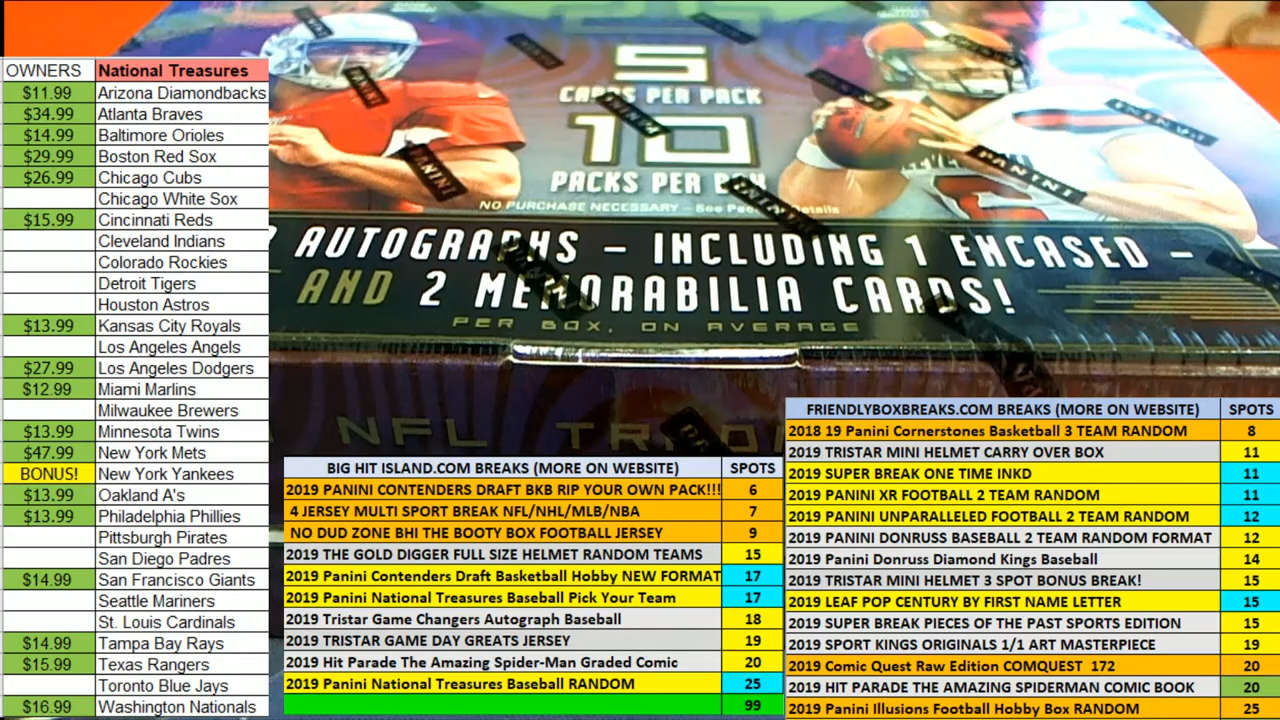 OWNERS National Treasures
$11.99 Arizona Diamondbacks
$34.99 Atlanta Braves
$14.99 Baltimore Orioles
$29.99 Boston Red Sox
$26.99 Chicago Cubs
Chicago White Sox
$15.99 Cincinnati Reds
Cleveland Indians
Colorado Rockies
Detroit Tigers
Houston Astros
$13.99 Kansas City Royals
Los Angeles Angels
$27.99 Los Angeles Dodgers
$12.99 Miami Marlins
Milwaukee Brewers
$13.99 Minnesota Twins
$47.99 New York Mets
BONUS! New York Yankees
$13.99 Oakland A's
$13.99 Philadelphia Phillies
Pittsburgh Pirates
San Diego Padres
$14.99 San Francisco Giants
Seattle Mariners
St. Louis Cardinals
$14.99 Tampa Bay Rays
$15.99 Texas Rangers
Toronto Blue Jays
$16.99 Washington Nationals
5
CARDS PER PACK
10
PACKS PER BOX
NO PURCHASE NECESSARY - See Details
AUTOGRAPHS - INCLUDING 1 ENCASED -
AND 2 MEMORABILIA CARDS!
PER BOX, ON AVERAGE
NFL
PANINI
PANINI
PANINI
BIG HIT ISLAND.COM BREAKS (MORE ON WEBSITE) SPOTS
2019 PANINI CONTENDERS DRAFT BKB RIP YOUR OWN PACK!!! 6
4 JERSEY MULTI SPORT BREAK NFL/NHL/MLB/NBA 7
NO DUD ZONE BHI THE BOOTY BOX FOOTBALL JERSEY 9
2019 THE GOLD DIGGER FULL SIZE HELMET RANDOM TEAMS 15
2019 Panini Contenders Draft Basketball Hobby NEW FORMAT 17
2019 Panini National Treasures Baseball Pick Your Team 17
2019 Tristar Game Changers Autograph Baseball 18
2019 TRISTAR GAME DAY GREATS JERSEY 19
2019 Hit Parade The Amazing Spider-Man Graded Comic 20
2019 Panini National Treasures Baseball RANDOM 25
99
FRIENDLYBOXBREAKS.COM BREAKS (MORE ON WEBSITE) SPOTS
2018 19 Panini Cornerstones Basketball 3 TEAM RANDOM 8
2019 TRISTAR MINI HELMET CARRY OVER BOX 11
2019 SUPER BREAK ONE TIME INKD 11
2019 PANINI XR FOOTBALL 2 TEAM RANDOM 11
2019 PANINI UNPARALLELED FOOTBALL 2 TEAM RANDOM 12
2019 PANINI DONRUSS BASEBALL 2 TEAM RANDOM FORMAT 12
2019 Panini Donruss Diamond Kings Baseball 14
2019 TRISTAR MINI HELMET 3 SPOT BONUS BREAK! 15
2019 LEAF POP CENTURY BY FIRST NAME LETTER 15
2019 SUPER BREAK PIECES OF THE PAST SPORTS EDITION 15
2019 SPORT KINGS ORIGINALS 1/1 ART MASTERPIECE 19
2019 Comic Quest Raw Edition COMQUEST 172 20
2019 HIT PARADE THE AMAZING SPIDERMAN COMIC BOOK 20
2019 Panini Illusions Football Hobby Box RANDOM 25